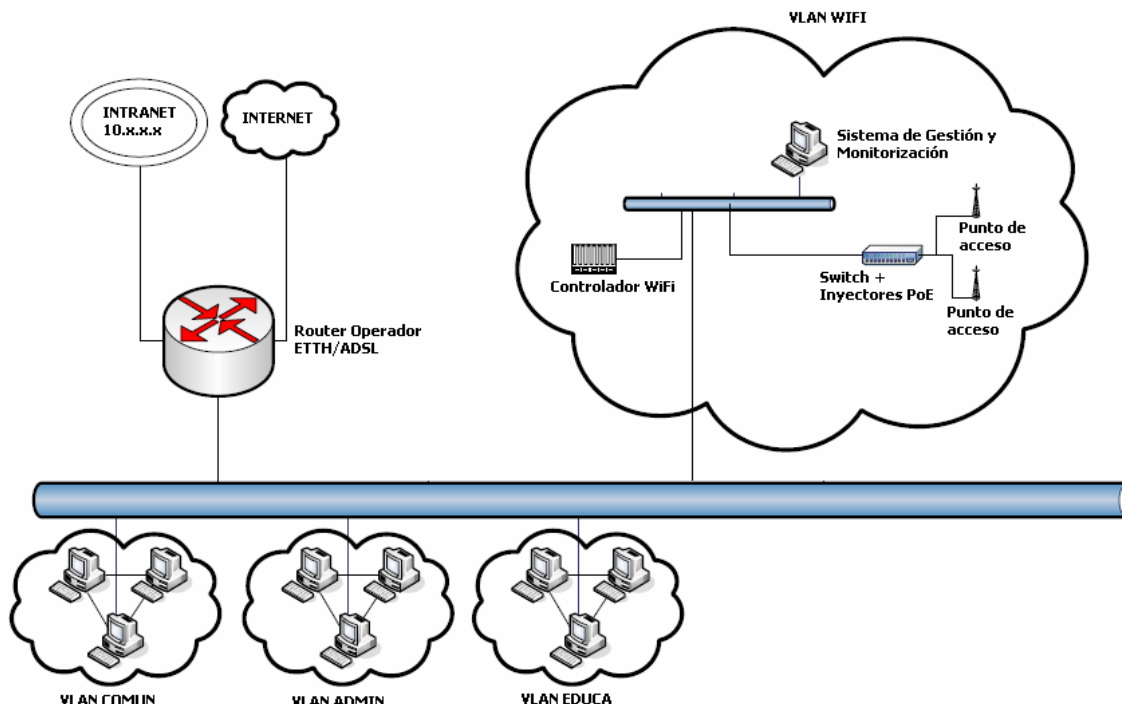 VLAN WIFI
INTRANET
10.x.x.x
INTERNET
Sistema de Gestión y
Monitorización
Punto de
acceso
Controlador WiFi
Switch +
Inyectores PoE
Punto de
acceso
Router Operador
ETTH/ADSL
VLAN COMUN
VLAN ADMIN
VLAN EDUCA